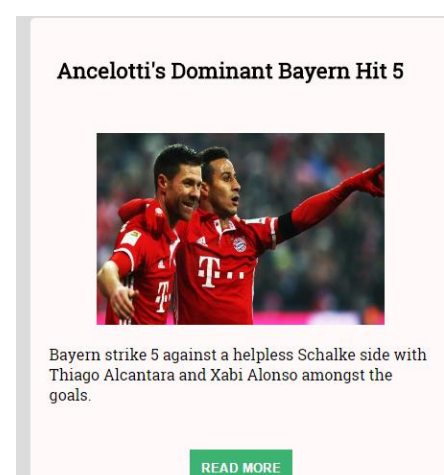 Ancelotti's Dominant Bayern Hit 5
T
T
Bayern strike 5 against a helpless Schalke side with
Thiago Alcantara and Xabi Alonso amongst the
goals.
READ MORE